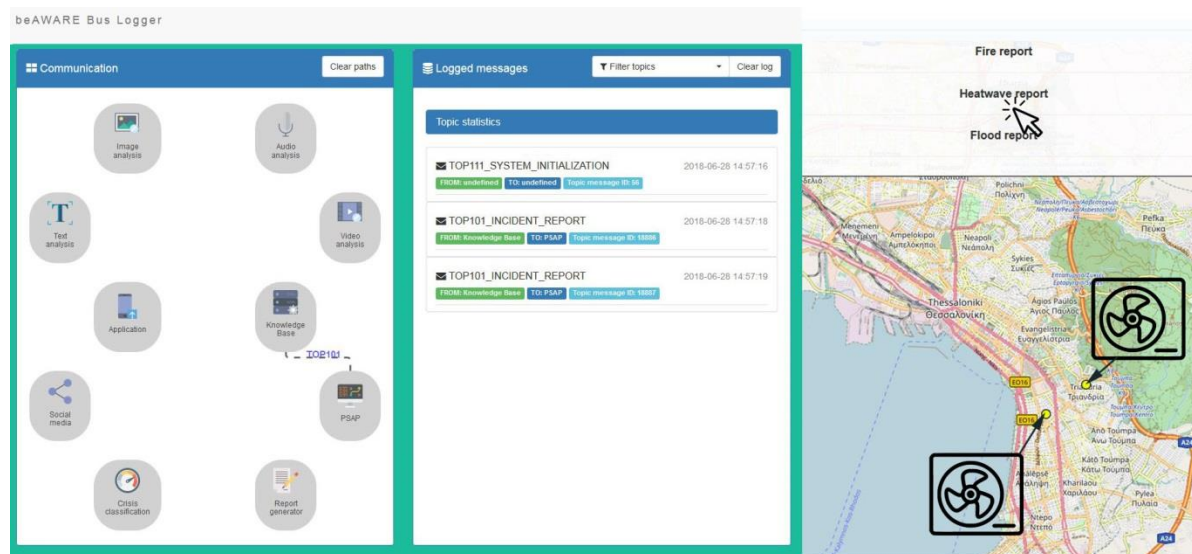 beAWARE Bus Logger
Communication
Clear paths
Image
analysis
Audio
analysis
Text
analysis
Video
analysis
Application
Knowledge
Base
TOP101
Social
media
PSAP
Crisis
classification
Report
generator
Logged messages
Filter topics
Clear log
Topic statistics
TOP111_SYSTEM_INITIALIZATION
2018-06-28 14:57:16
FROM: undefined
TO: undefined
Topic message ID: 56
TOP101_INCIDENT_REPORT
2018-06-28 14:57:18
FROM: Knowledge Base
TO: PSAP
Topic message ID: 18886
TOP101_INCIDENT_REPORT
2018-06-28 14:57:19
FROM: Knowledge Base
TO: PSAP
Topic message ID: 18887
Fire report
Heatwave report
Flood report
Polichni
Πολίχνη
Pefka
Πεύκα
Menemeni
Μενεμένη
Ampelokipoi
Αμπελόκηποι
Neapoli
Νεάπολη
Sykies
Συκιές
Thessaloniki
Θεσσαλονίκη
Agios Paulos
Άγιος Παύλος
Evangelistria
Ευαγγελίστρια
EO16
Τριανδρία
EO16
Ano Toumpa
Άνω Τούμπα
A24
Kato Toumpa
Κάτω Τούμπα
Kharilaou
Χαριλάου
Pylea
Πυλαία
Ntepo
Ντεπό
A24